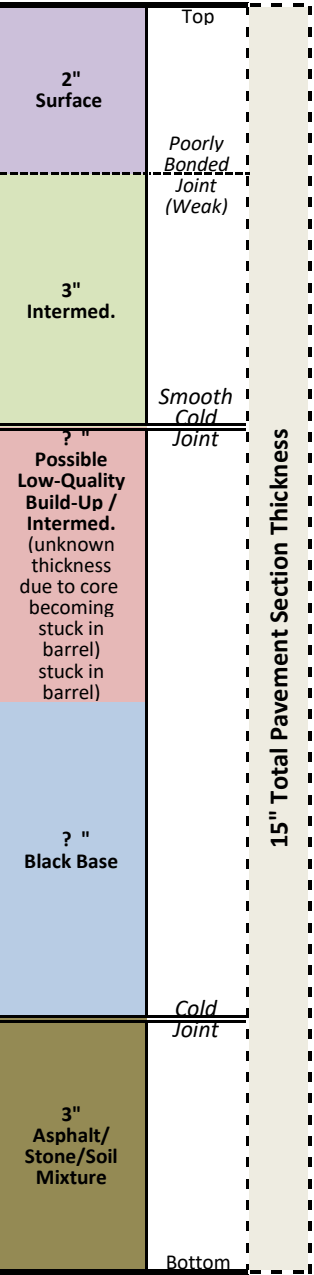 Top
2"
Surface
Poorly
Bonded
Joint
(Weak)
3"
Intermed.
Smooth
Cold
Joint
? "
Possible
Low-Quality
Build-Up /
Intermed.
(unknown
thickness
due to core
becoming
stuck in
barrel)
stuck in
barrel)
15" Total Pavement Section Thickness
? "
Black Base
Cold
Joint
3"
Asphalt/
Stone/Soil
Mixture
Bottom